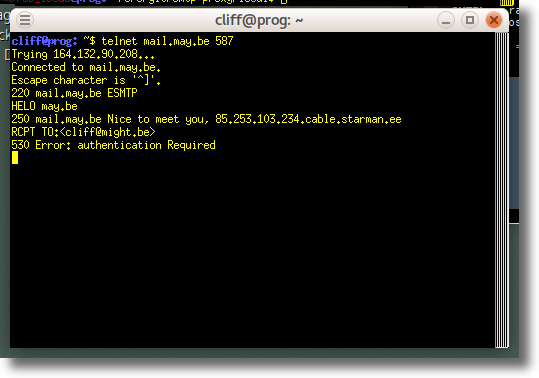 cliff@prog: ~
cliff@prog: ~$ telnet mail.may.be 587
Trying 164.132.90.208...
Connected to mail.may.be.
Escape character is '^]'.
220 mail.may.be ESMTP
HELO may.be
250 mail.may.be Nice to meet you, 85.253.103.234.cable.starman.ee
RCPT TO:<cliff@might.be>
530 Error: authentication Required